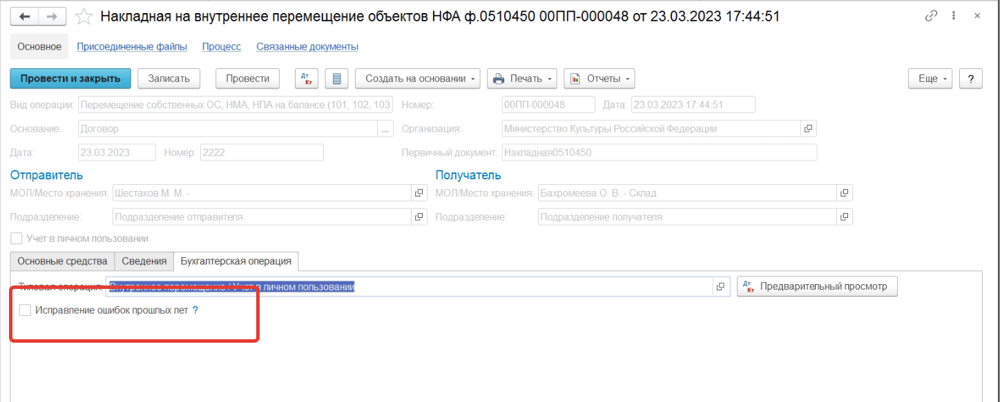 Накладная на внутреннее перемещение объектов НФА ф.0510450 00ПП-000048 от 23.03.2023 17:44:51
Основное Присоединенные файлы Процесс Связанные документы
Провести и закрыть Записать Провести Дт Кт Создать на основании Печать Отчеты Еще ?
Вид операции: Перемещение собственных ОС, НМА, НПА на балансе (101, 102, 103 Номер: 00ПП-000048 Дата: 23.03.2023 17:44:51
Основание: Договор ... Организация: Министерство Культуры Российской Федерации
Дата: 23.03.2023 Номер: 2222 Первичный документ: Накладная0510450
Отправитель Получатель
МОЛ/Место хранения: Шестаков М. М. - МОЛ/Место хранения: Бахромеева О. В. - Склад
Подразделение: Подразделение отправителя Подразделение: Подразделение получателя
Учет в личном пользовании
Основные средства Сведения Бухгалтерская операция
Типовая операция: Внутреннее перемещение / Учет в личном пользовании Дт Кт Предварительный просмотр
Исправление ошибок прошлых лет ?